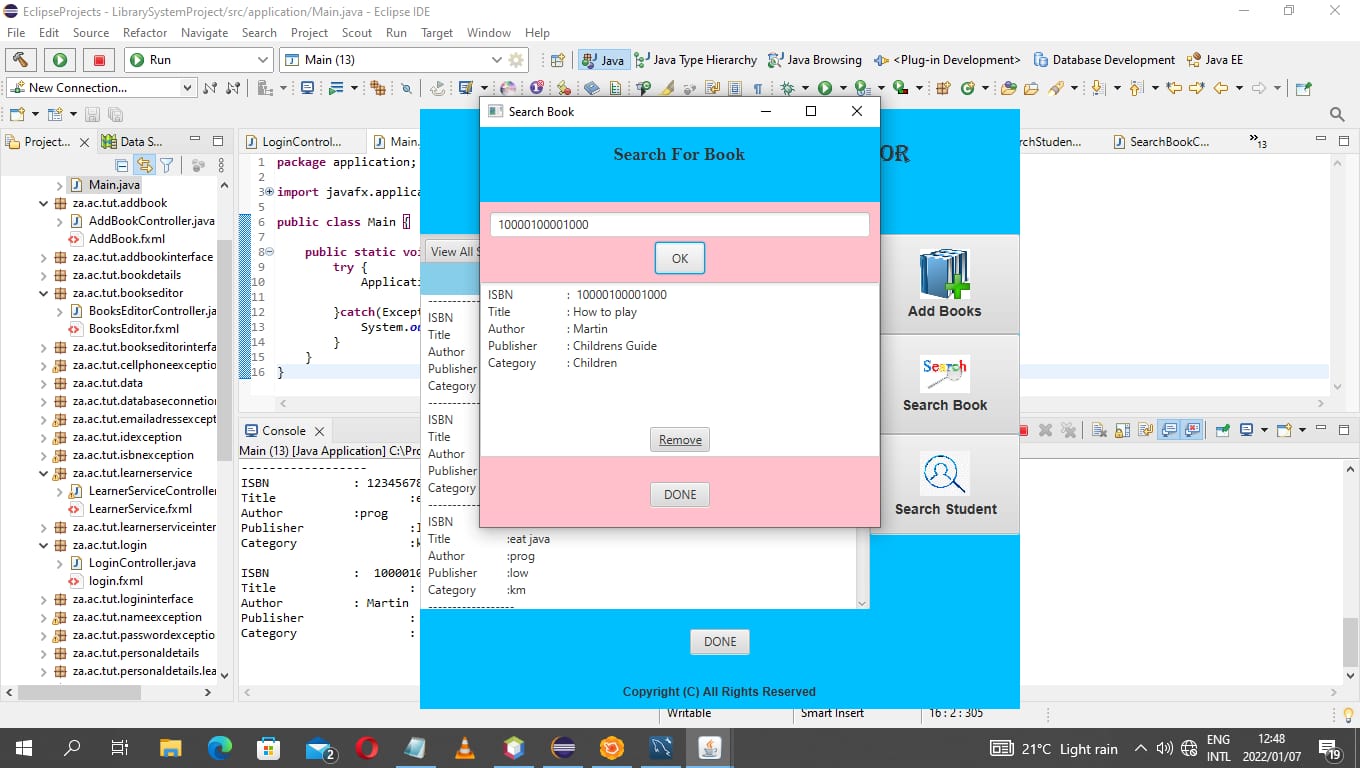 EclipseProjects - LibrarySystemProject/src/application/Main.java - Eclipse IDE
File Edit Source Refactor Navigate Search Project Scout Run Target Window Help
Run
Main (13)
Java
Java Type Hierarchy
Java Browsing
<Plug-in Development>
Database Development
Java EE
New Connection...
Project...
Data S...
Main.java
za.ac.tut.addbook
AddBookController.java
AddBook.fxml
za.ac.tut.addbookinterface
za.ac.tut.bookdetails
za.ac.tut.bookseditor
BooksEditorController.ja
BooksEditor.fxml
za.ac.tut.bookseditorinterfa
za.ac.tut.cellphoneexceptio
za.ac.tut.data
za.ac.tut.databaseconnetion
za.ac.tut.emailadressexcept
za.ac.tut.idexception
za.ac.tut.isbnexception
za.ac.tut.learnerservice
LearnerServiceController
LearnerService.fxml
za.ac.tut.learnerserviceinter
za.ac.tut.login
LoginController.java
login.fxml
za.ac.tut.logininterface
za.ac.tut.nameexception
za.ac.tut.passwordexceptio
za.ac.tut.personaldetails
za.ac.tut.personaldetails.lea
LoginControl...
Main.
rchStuden...
SearchBookC...
»13
1 package application;
2
3 import javafx.applica
5
6 public class Main {
7
8 public static voi
9 try {
10 Applicati
11
12 }catch(Except
13 System.ou
14 }
15 }
16 }
Console
Main (13) [Java Application] C:\Pro
------------------
ISBN : 12345678
Title :e
Author :prog
Publisher :l
Category :k
ISBN : 1000010
Title :
Author : Martin
Publisher :
Category :
OR
View All S
------------------
ISBN
Title
Author
Publisher
Category
------------------
ISBN
Title
Author
Publisher
Category
------------------
ISBN
Title :eat java
Author :prog
Publisher :low
Category :km
------------------
DONE
Copyright (C) All Rights Reserved
Add Books
Search
Search Book
Search Student
Search Book
Search For Book
10000100001000
OK
ISBN : 10000100001000
Title : How to play
Author : Martin
Publisher : Childrens Guide
Category : Children
Remove
DONE
Writable
Smart Insert
16 : 2 : 305
2
21°C Light rain
ENG
INTL
12:48
2022/01/07
19